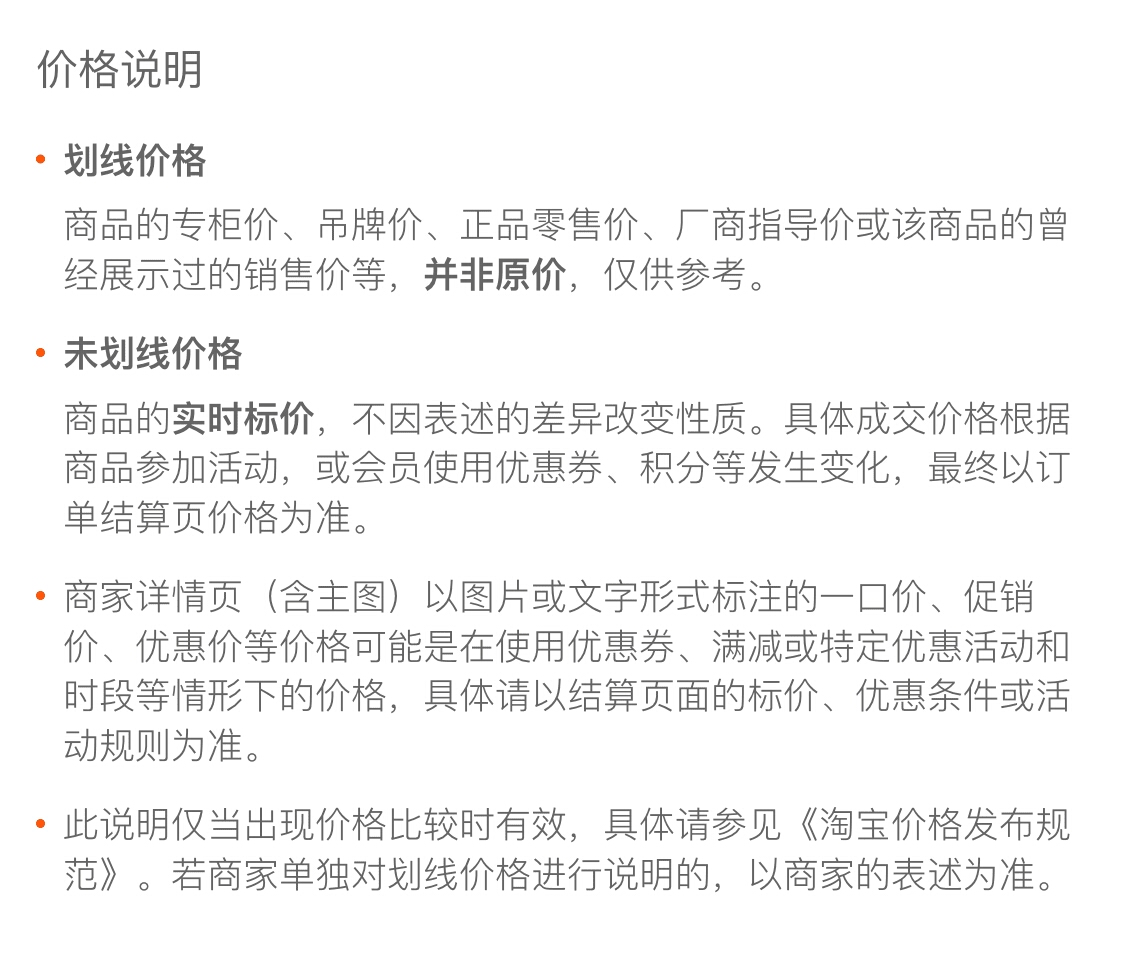 价格说明
划线价格
商品的专柜价、吊牌价、正品零售价、厂商指导价或该商品的曾
经展示过的销售价等，并非原价，仅供参考。
未划线价格
商品的实时标价，不因表述的差异改变性质。具体成交价格根据
商品参加活动，或会员使用优惠券、积分等发生变化，最终以订
单结算页价格为准。
商家详情页（含主图）以图片或文字形式标注的一口价、促销
价、优惠价等价格可能是在使用优惠券、满减或特定优惠活动和
时段等情形下的价格，具体请以结算页面的标价、优惠条件或活
动规则为准。
此说明仅当出现价格比较时有效，具体请参见《淘宝价格发布规
范》。若商家单独对划线价格进行说明的，以商家的表述为准。